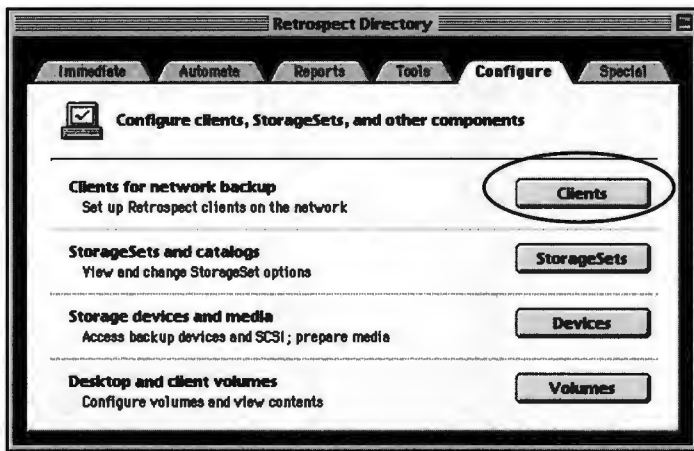 Retrospect Directory
Immediate Automate Reports Tools Configure Special
Configure clients, StorageSets, and other components
Clients for network backup
Clients
Set up Retrospect clients on the network
StorageSets and catalogs
StorageSets
View and change StorageSet options
Storage devices and media
Devices
Access backup devices and SCSI; prepare media
Desktop and client volumes
Volumes
Configure volumes and view contents